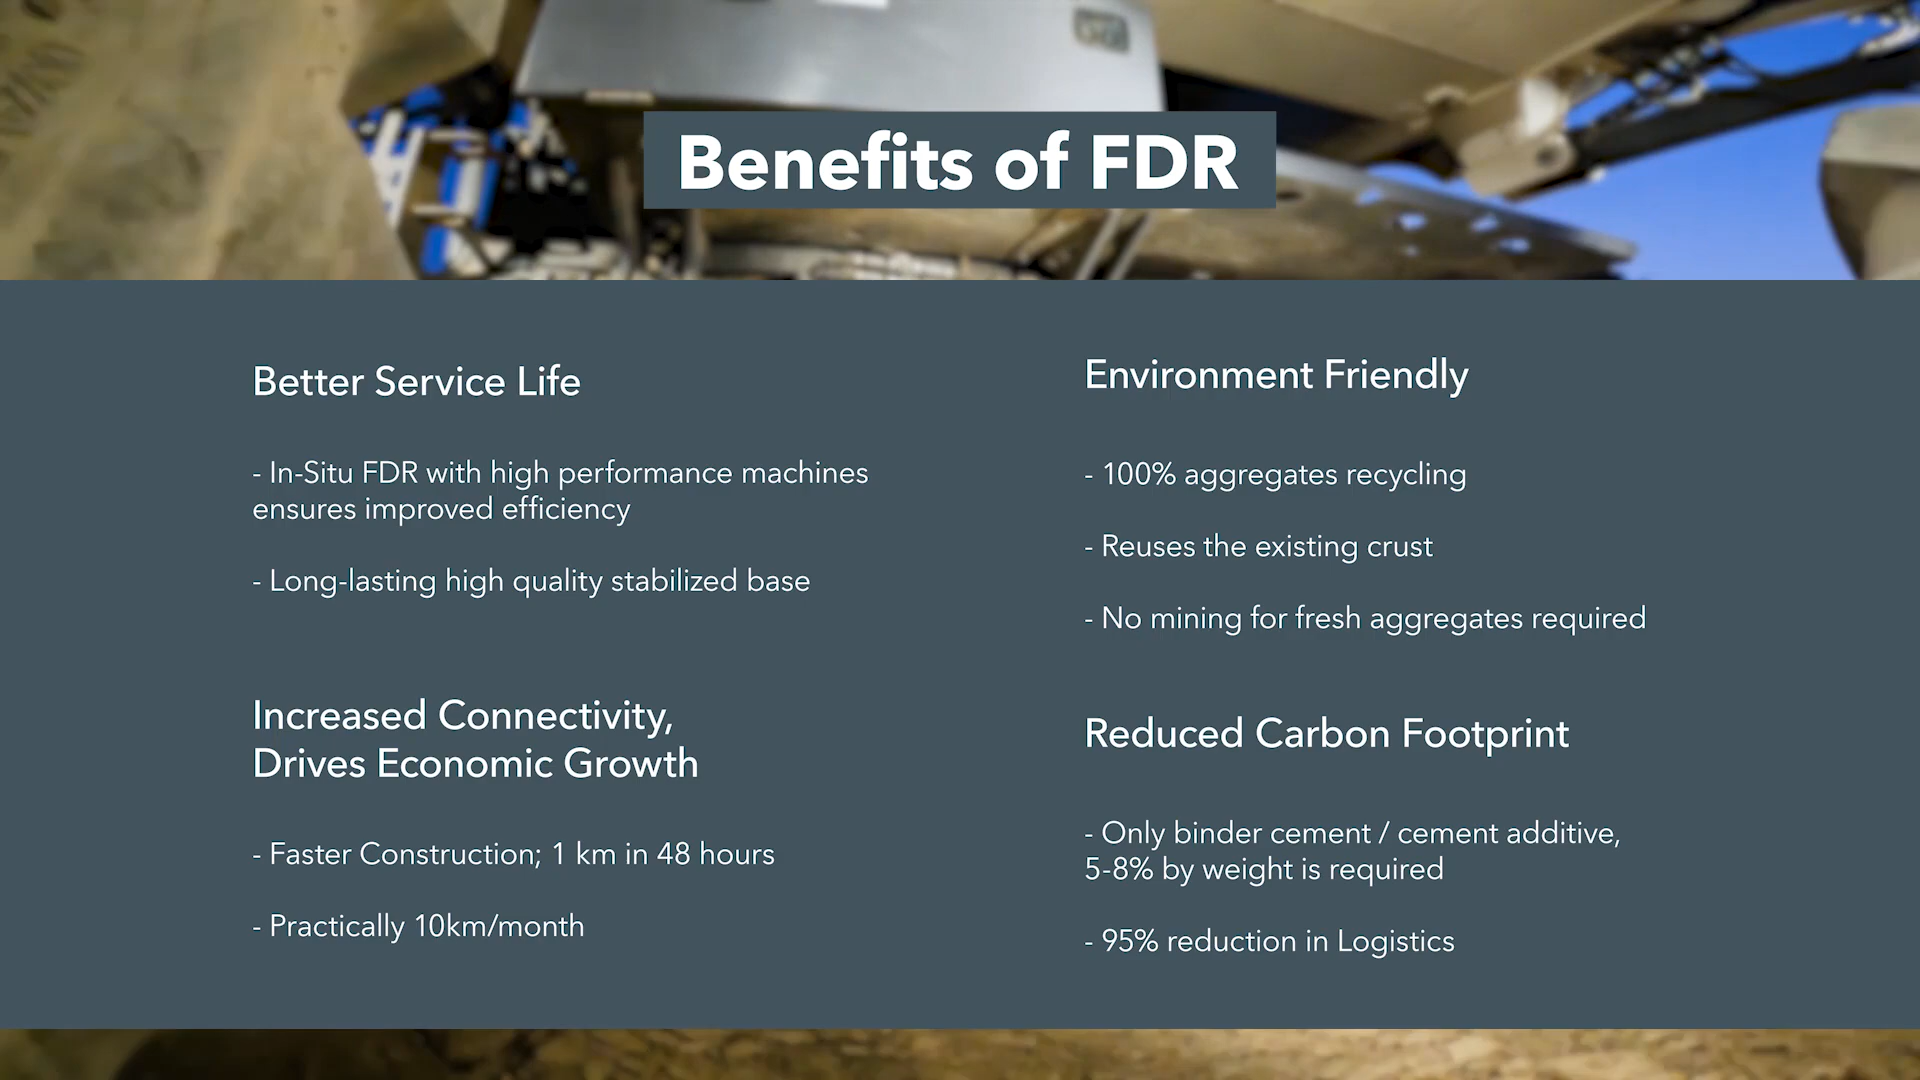 Benefits of FDR
Better Service Life
- In-Situ FDR with high performance machines
ensures improved efficiency
- Long-lasting high quality stabilized base
Increased Connectivity,
Drives Economic Growth
- Faster Construction; 1 km in 48 hours
- Practically 10km/month
Environment Friendly
- 100% aggregates recycling
- Reuses the existing crust
- No mining for fresh aggregates required
Reduced Carbon Footprint
- Only binder cement / cement additive,
5-8% by weight is required
- 95% reduction in Logistics